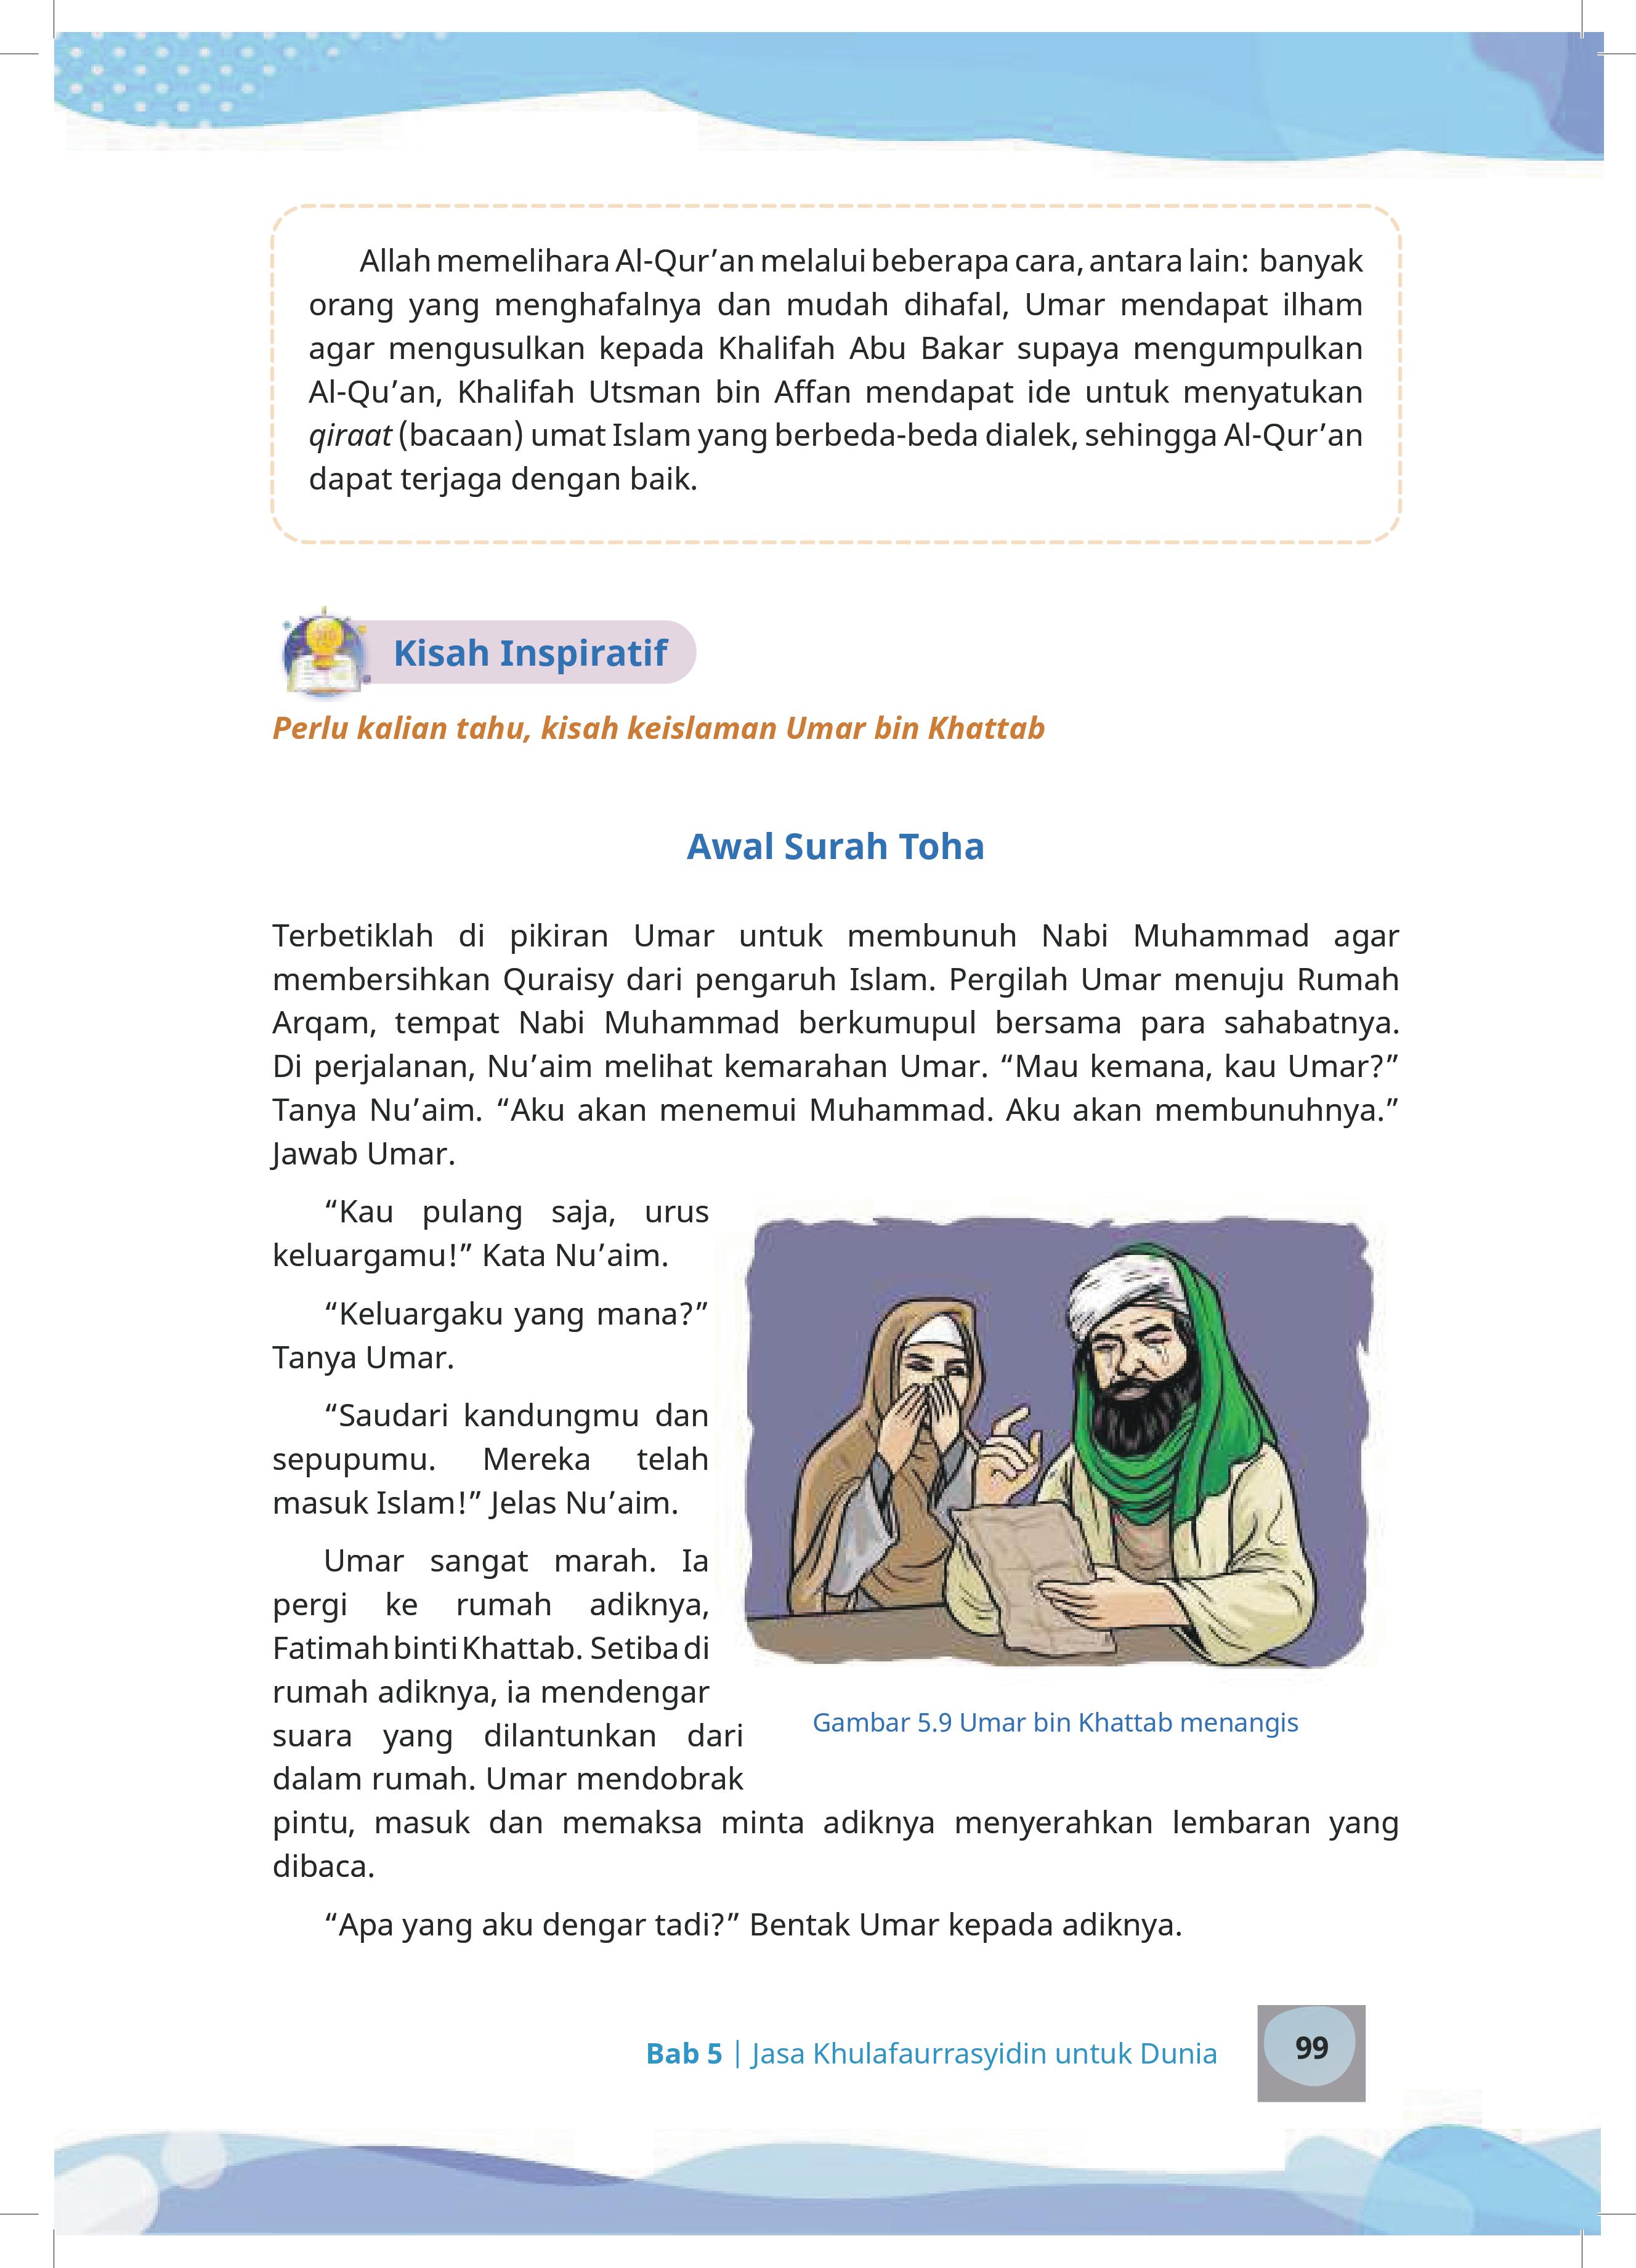 Allah memelihara Al-Qur’an melalui beberapa cara, antara lain: banyak
orang yang menghafalnya dan mudah dihafal, Umar mendapat ilham
agar mengusulkan kepada Khalifah Abu Bakar supaya mengumpulkan
Al-Qu’an, Khalifah Utsman bin Affan mendapat ide untuk menyatukan
qiraat (bacaan) umat Islam yang berbeda-beda dialek, sehingga Al-Qur’an
dapat terjaga dengan baik.
Kisah Inspiratif
Perlu kalian tahu, kisah keislaman Umar bin Khattab
Awal Surah Toha
Terbetiklah di pikiran Umar untuk membunuh Nabi Muhammad agar
membersihkan Quraisy dari pengaruh Islam. Pergilah Umar menuju Rumah
Arqam, tempat Nabi Muhammad berkumupul bersama para sahabatnya.
Di perjalanan, Nu’aim melihat kemarahan Umar. “Mau kemana, kau Umar?”
Tanya Nu’aim. “Aku akan menemui Muhammad. Aku akan membunuhnya.”
Jawab Umar.
“Kau pulang saja, urus
keluargamu!” Kata Nu’aim.
“Keluargaku yang mana?”
Tanya Umar.
“Saudari kandungmu dan
sepupumu. Mereka telah
masuk Islam!” Jelas Nu’aim.
Umar sangat marah. Ia
pergi ke rumah adiknya,
Fatimah binti Khattab. Setiba di
rumah adiknya, ia mendengar
suara yang dilantunkan dari
dalam rumah. Umar mendobrak
pintu, masuk dan memaksa minta adiknya menyerahkan lembaran yang
dibaca.
Gambar 5.9 Umar bin Khattab menangis
“Apa yang aku dengar tadi?” Bentak Umar kepada adiknya.
Bab 5 | Jasa Khulafaurrasyidin untuk Dunia
99